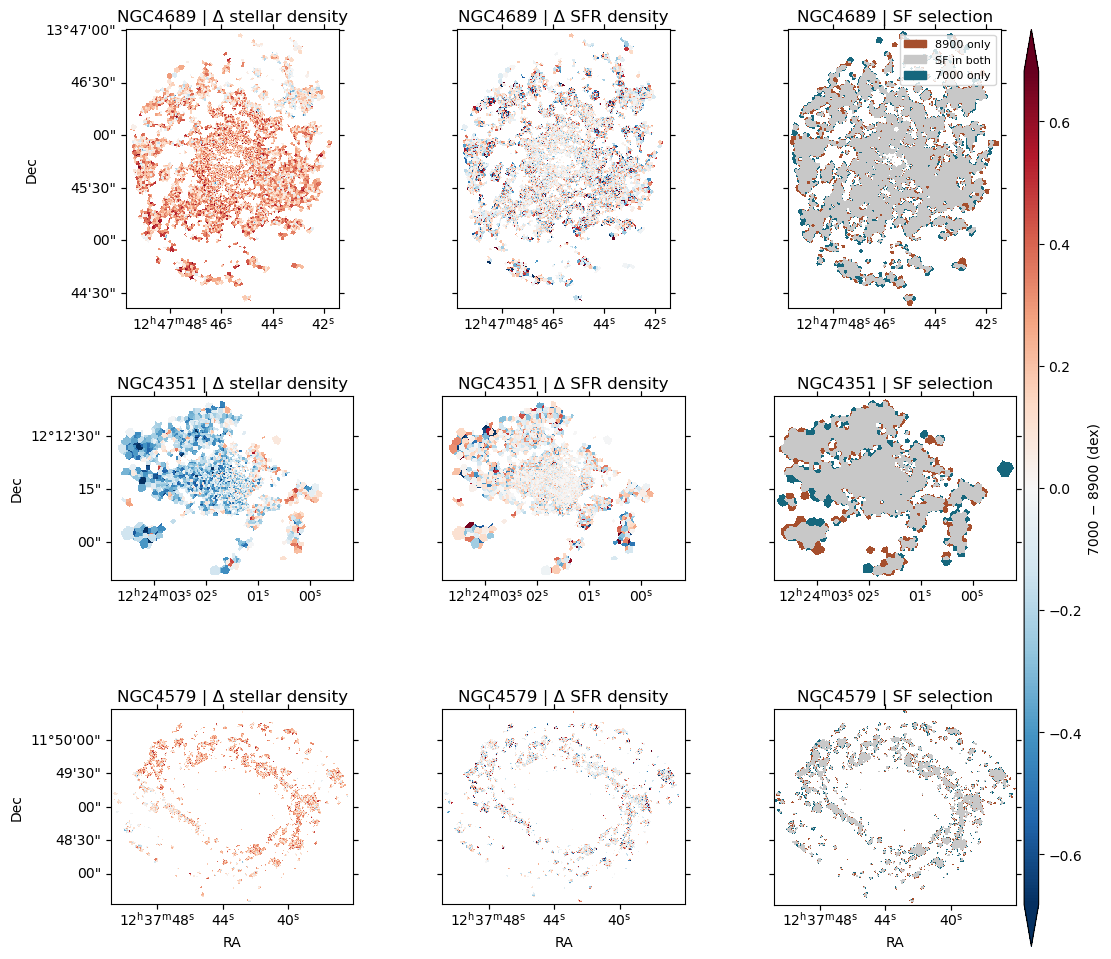 NGC4689 | Δ stellar density
NGC4689 | Δ SFR density
NGC4689 | SF selection
13°47'00"
46'30"
00"
45'30"
00"
44'30"
Dec
8900 only
SF in both
7000 only
12ʰ47ᵐ48ˢ 46ˢ 44ˢ 42ˢ
12ʰ47ᵐ48ˢ 46ˢ 44ˢ 42ˢ
12ʰ47ᵐ48ˢ 46ˢ 44ˢ 42ˢ
NGC4351 | Δ stellar density
NGC4351 | Δ SFR density
NGC4351 | SF selection
12°12'30"
15"
00"
Dec
12ʰ24ᵐ03ˢ 02ˢ 01ˢ 00ˢ
12ʰ24ᵐ03ˢ 02ˢ 01ˢ 00ˢ
12ʰ24ᵐ03ˢ 02ˢ 01ˢ 00ˢ
NGC4579 | Δ stellar density
NGC4579 | Δ SFR density
NGC4579 | SF selection
11°50'00"
49'30"
00"
48'30"
00"
Dec
12ʰ37ᵐ48ˢ 44ˢ 40ˢ
12ʰ37ᵐ48ˢ 44ˢ 40ˢ
12ʰ37ᵐ48ˢ 44ˢ 40ˢ
RA
RA
RA
0.6
0.4
0.2
0.0
−0.2
−0.4
−0.6
7000 − 8900 (dex)